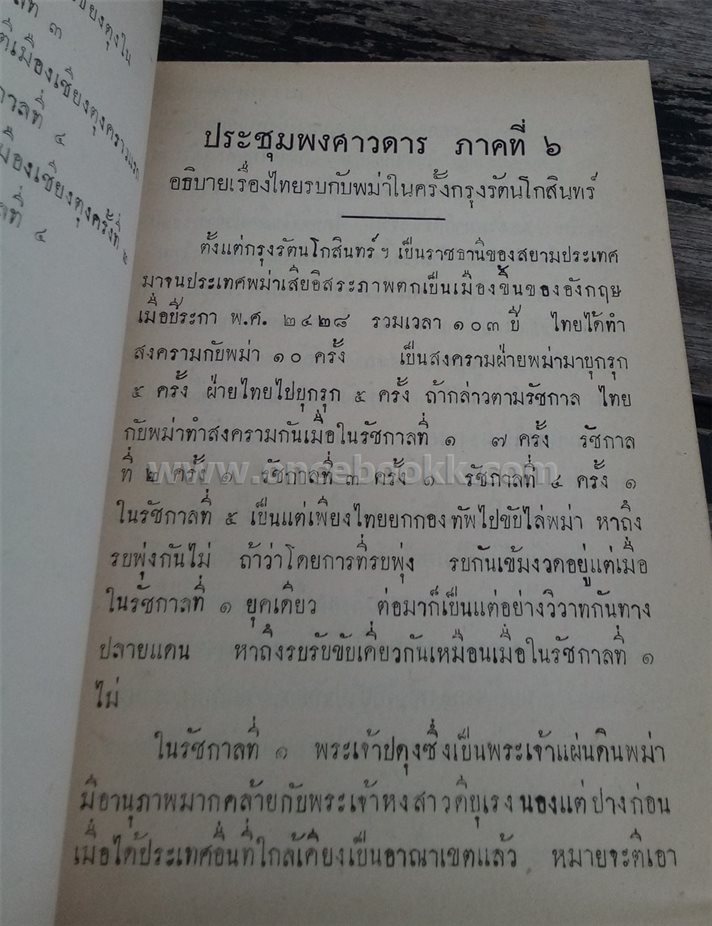 ประชุมพงศาวดาร ภาคที่ ๖
อธิบายเรื่องไทยรบกับพม่าในครั้งกรุงรัตนโกสินทร์
ตั้งแต่กรุงรัตนโกสินทร์ ฯ เป็นราชธานีของสยามประเทศ
มาจนประเทศพม่าเสียอิสระภาพตกเป็นเมืองขึ้นของอังกฤษ
เมื่อปีระกา พ.ศ. ๒๔๒๘ รวมเวลา ๑๐๓ ปี ไทยได้ทำ
สงครามกับพม่า ๑๐ ครั้ง เป็นสงครามฝ่ายพม่ามายุกรุก
๕ ครั้ง ฝ่ายไทยไปยุกรุก ๕ ครั้ง ถ้ากล่าวตามรัชกาล ไทย
กับพม่าทำสงครามกันเมื่อในรัชกาลที่ ๑ ๗ ครั้ง รัชกาล
ที่ ๒ ครั้ง ๑ รัชกาลที่ ๓ ครั้ง ๑ รัชกาลที่ ๔ ครั้ง ๑
ในรัชกาลที่ ๕ เป็นแต่เพียงไทยยกกองทัพไปขับไล่พม่า หาถึง
รบพุ่งกันไม่ ถ้าว่าโดยการที่รบพุ่ง รบกันเข้มงวดอยู่แต่เมื่อ
ในรัชกาลที่ ๑ ยุคเดียว ต่อมาก็เป็นแต่อย่างวิวาทกันทาง
ปลายแดน หาถึงรบรับขับเคี่ยวกันเหมือนเมื่อในรัชกาลที่ ๑
ไม่
ในรัชกาลที่ ๑ พระเจ้าปดุงซึ่งเป็นพระเจ้าแผ่นดินพม่า
มีอานุภาพมากคล้ายกับพระเจ้าหงสาวดียุเรงนองแต่ปางก่อน
เมื่อได้ประเทศอื่นที่ใกล้เคียงเป็นอาณาเขตแล้ว หมายจะตีเอา